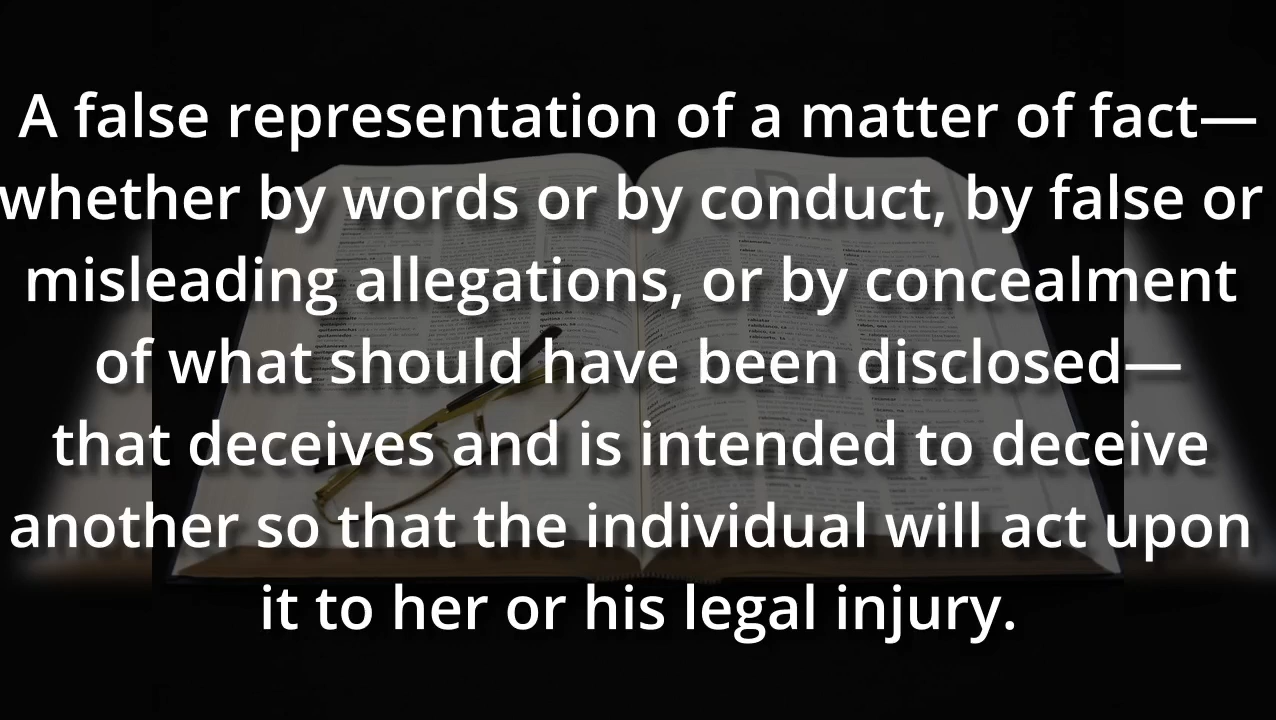 A false representation of a matter of fact—
whether by words or by conduct, by false or
misleading allegations, or by concealment
of what should have been disclosed—
that deceives and is intended to deceive
another so that the individual will act upon
it to her or his legal injury.